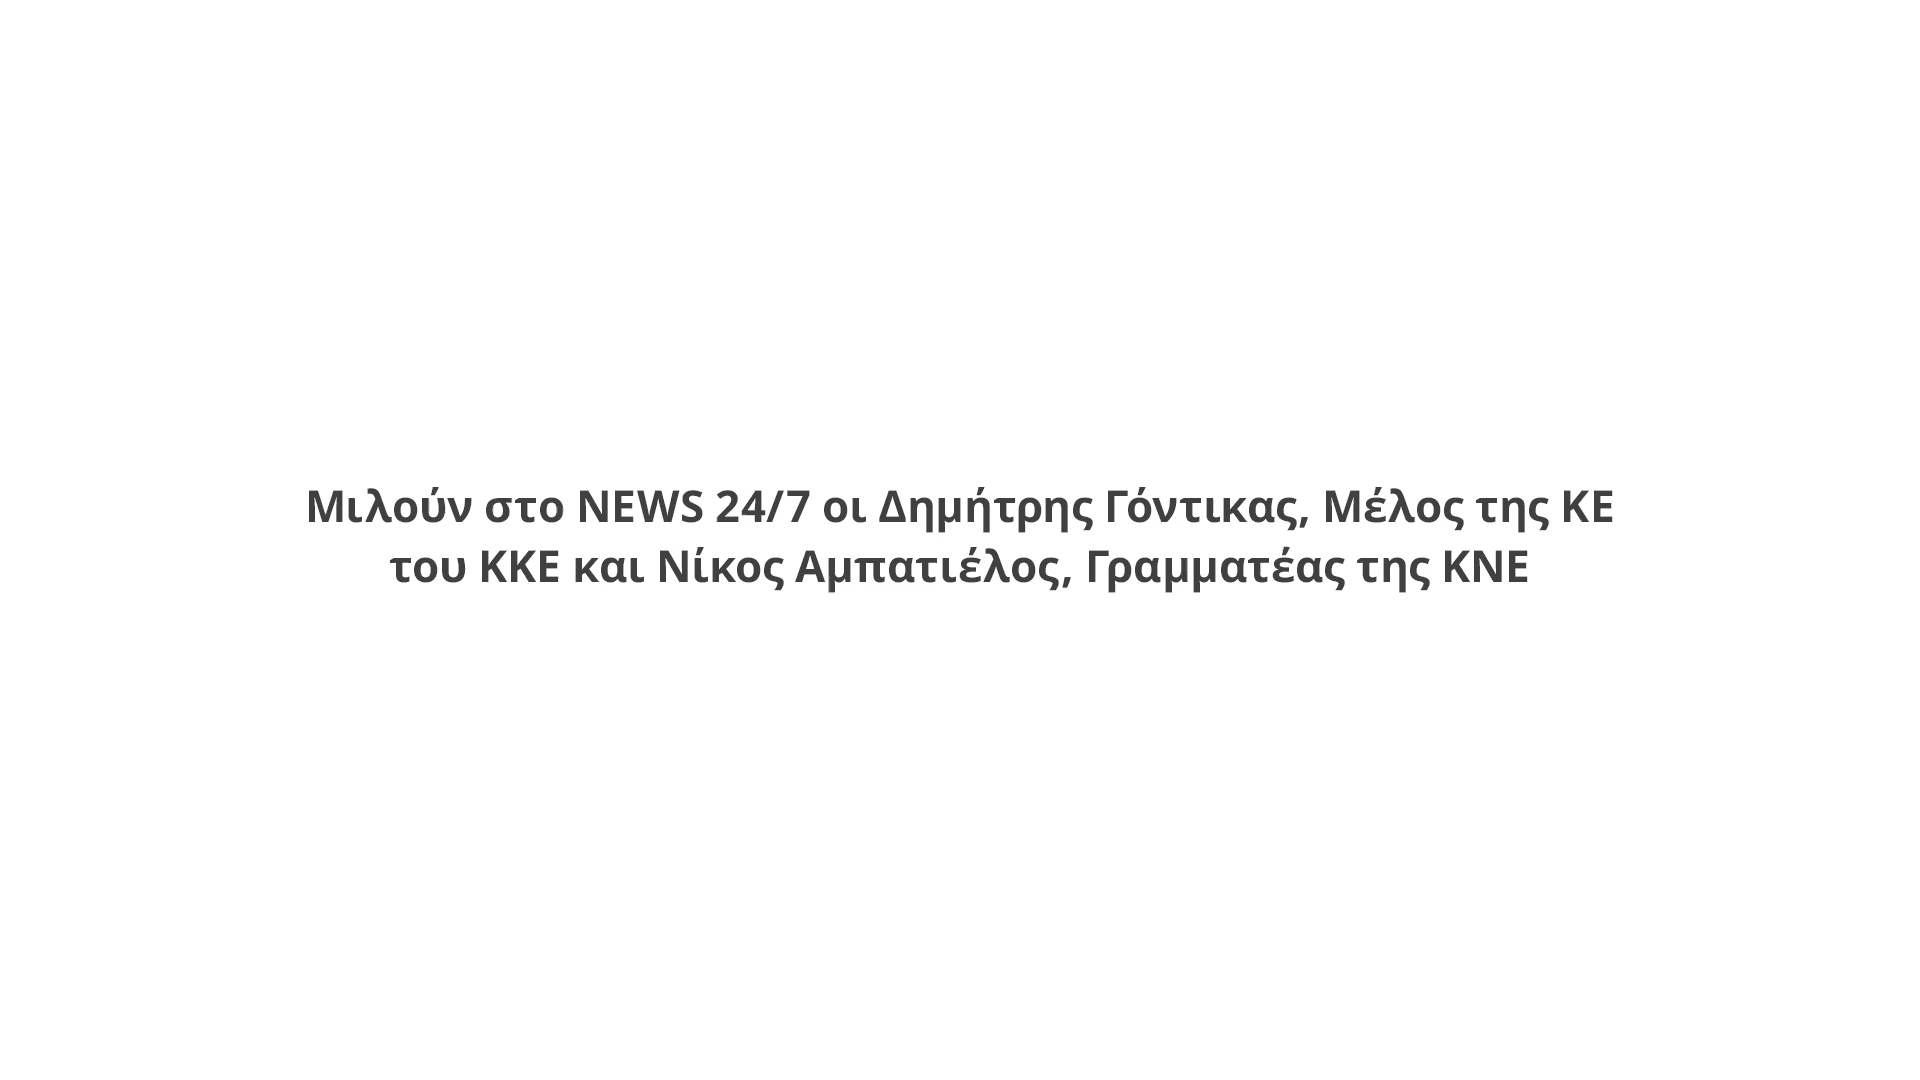 Μιλούν στο NEWS 24/7 οι Δημήτρης Γόντικας, Μέλος της ΚΕ
του ΚΚΕ και Νίκος Αμπατιέλος, Γραμματέας της ΚΝΕ